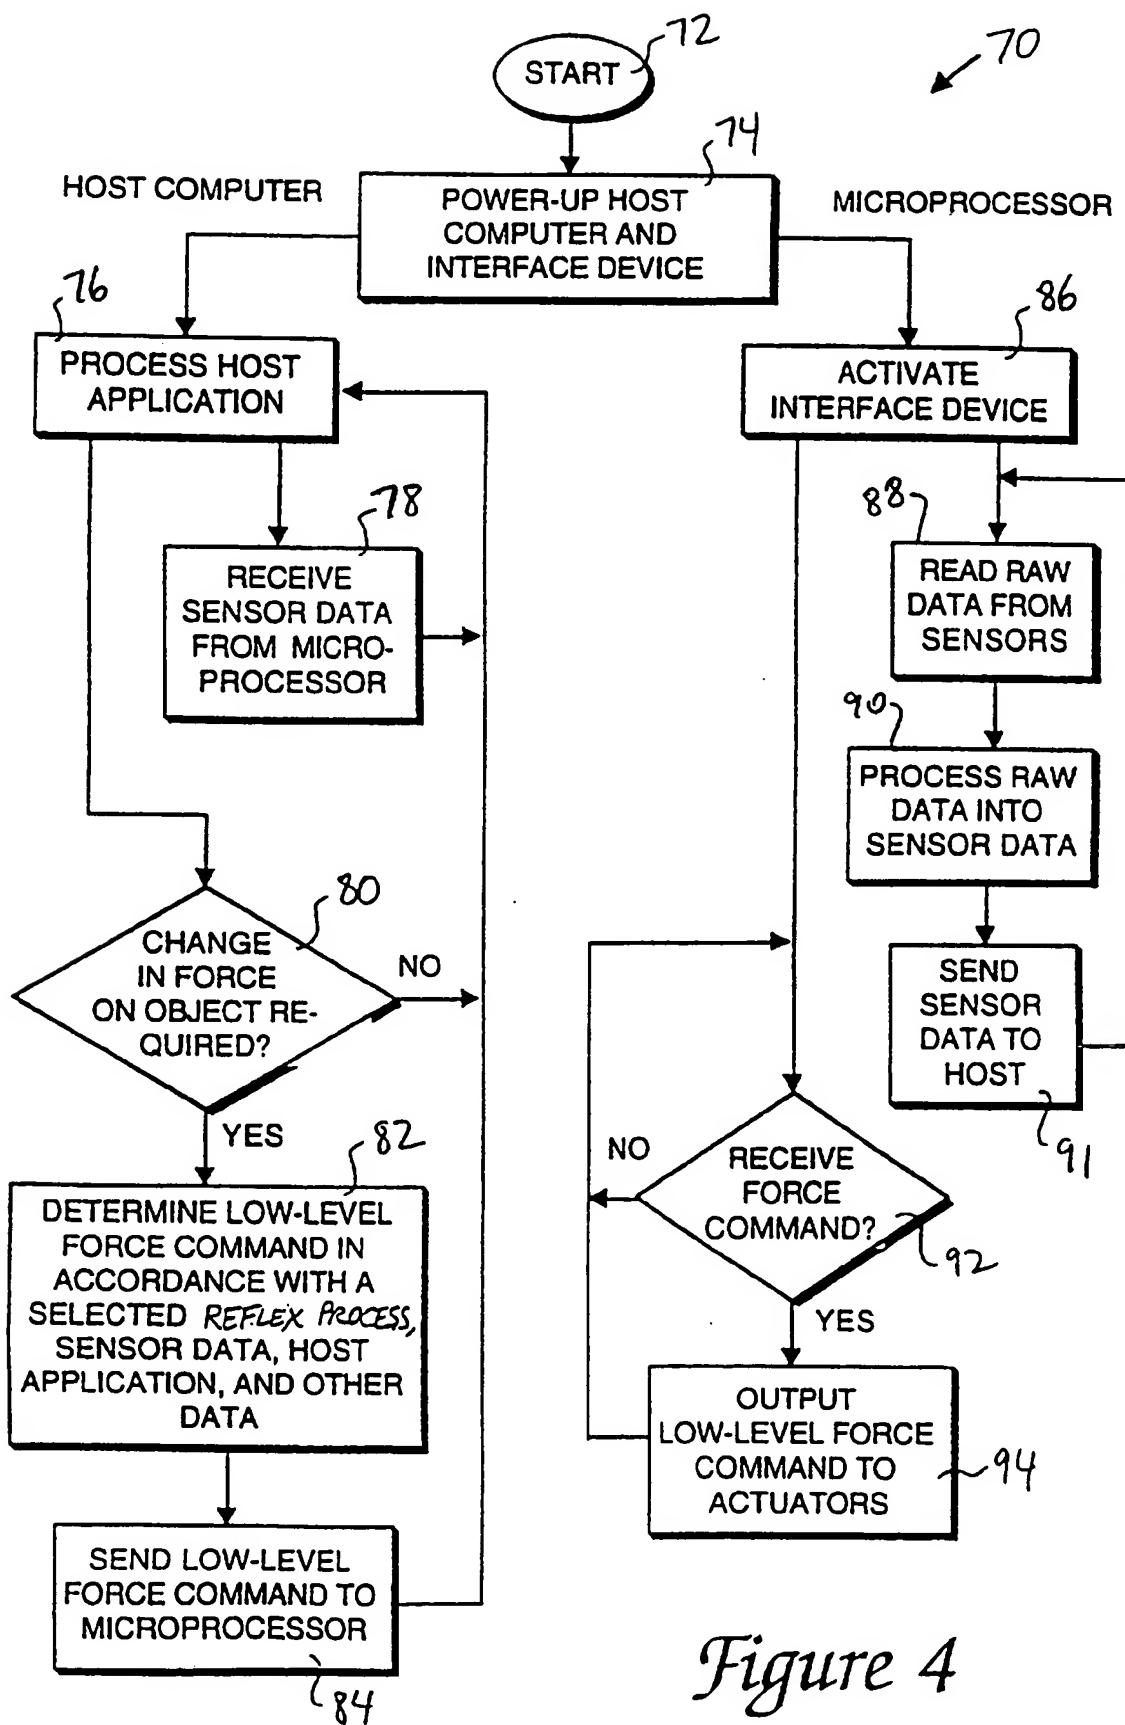 72
START
70
74
HOST COMPUTER
POWER-UP HOST
COMPUTER AND
INTERFACE DEVICE
MICROPROCESSOR
76
PROCESS HOST
APPLICATION
86
ACTIVATE
INTERFACE DEVICE
78
RECEIVE
SENSOR DATA
FROM MICRO-
PROCESSOR
88
READ RAW
DATA FROM
SENSORS
90
PROCESS RAW
DATA INTO
SENSOR DATA
80
CHANGE
IN FORCE
ON OBJECT RE-
QUIRED?
NO
YES
SEND
SENSOR
DATA TO
HOST
91
82
DETERMINE LOW-LEVEL
FORCE COMMAND IN
ACCORDANCE WITH A
SELECTED REFLEX PROCESS,
SENSOR DATA, HOST
APPLICATION, AND OTHER
DATA
NO
RECEIVE
FORCE
COMMAND?
92
YES
OUTPUT
LOW-LEVEL FORCE
COMMAND TO
ACTUATORS
94
SEND LOW-LEVEL
FORCE COMMAND TO
MICROPROCESSOR
84
Figure 4